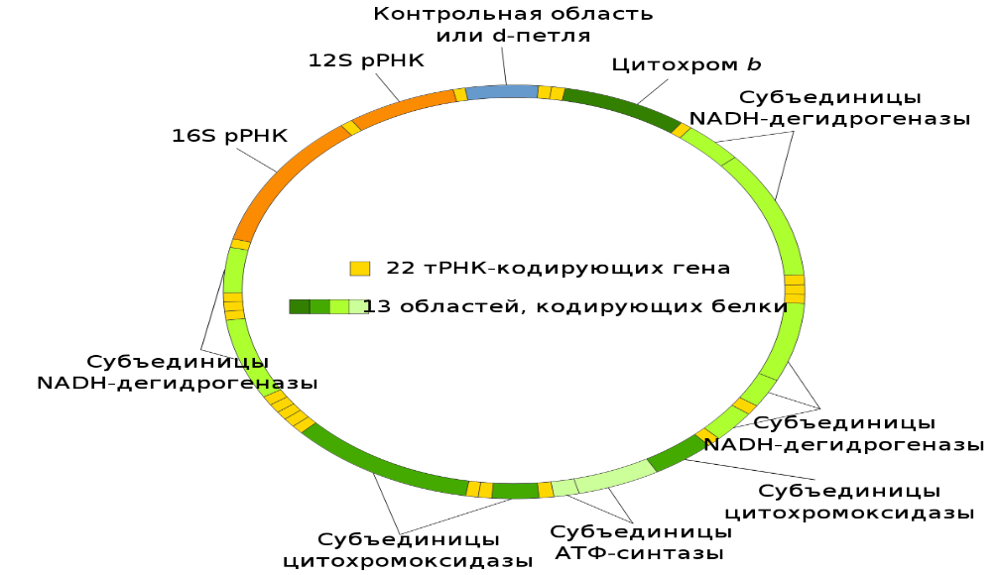 Контрольная область
или d-петля
12S рРНК
Цитохром b
Субъединицы
NADH-дегидрогеназы
16S рРНК
22 тРНК-кодирующих гена
13 областей, кодирующих белки
Субъединицы
NADH-дегидрогеназы
Субъединицы
NADH-дегидрогеназы
Субъединицы
цитохромоксидазы
Субъединицы
АТФ-синтазы
Субъединицы
цитохромоксидазы